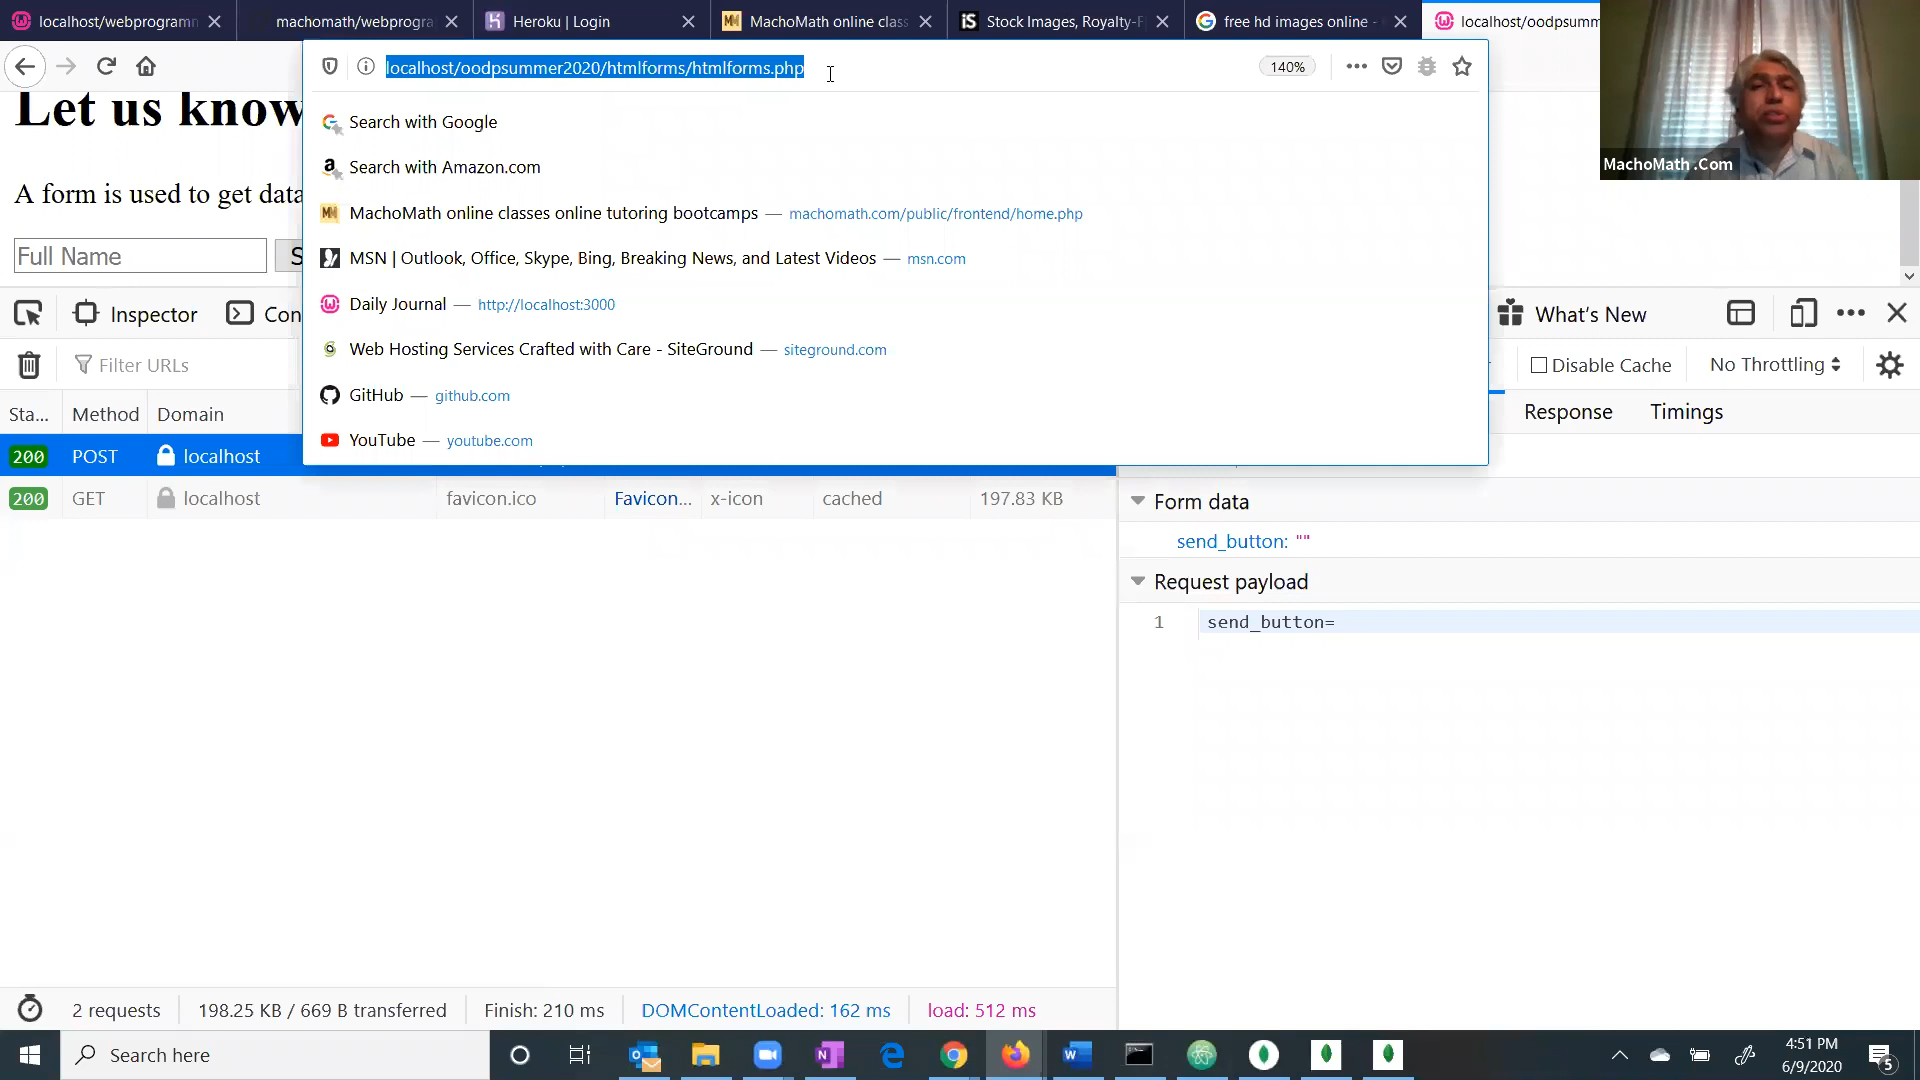 localhost/webprogramm
machomath/webprogra
Heroku | Login
MachoMath online class
Stock Images, Royalty-F
free hd images online -
localhost/oodpsumm
localhost/oodpsummer2020/htmlforms/htmlforms.php
140%
MachoMath .Com
Let us know
A form is used to get data
Full Name
S
Search with Google
Search with Amazon.com
MachoMath online classes online tutoring bootcamps — machomath.com/public/frontend/home.php
MSN | Outlook, Office, Skype, Bing, Breaking News, and Latest Videos — msn.com
Daily Journal — http://localhost:3000
Web Hosting Services Crafted with Care - SiteGround — siteground.com
GitHub — github.com
YouTube — youtube.com
Inspector
Con
What's New
Filter URLs
Disable Cache
No Throttling
Sta... Method Domain
Response Timings
200 POST localhost
200 GET localhost favicon.ico Favicon... x-icon cached 197.83 KB
Form data
send_button: ""
Request payload
1 send_button=
2 requests 198.25 KB / 669 B transferred Finish: 210 ms DOMContentLoaded: 162 ms load: 512 ms
Search here
4:51 PM
6/9/2020
5